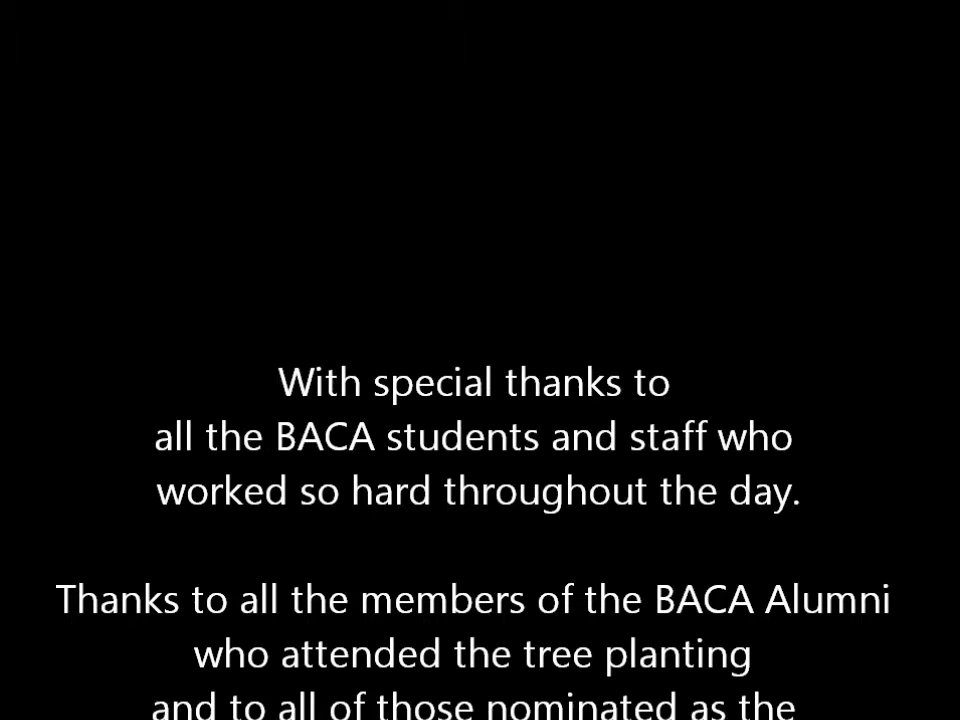 With special thanks to
all the BACA students and staff who
worked so hard throughout the day.
Thanks to all the members of the BACA Alumni
who attended the tree planting
and to all of those nominated as the